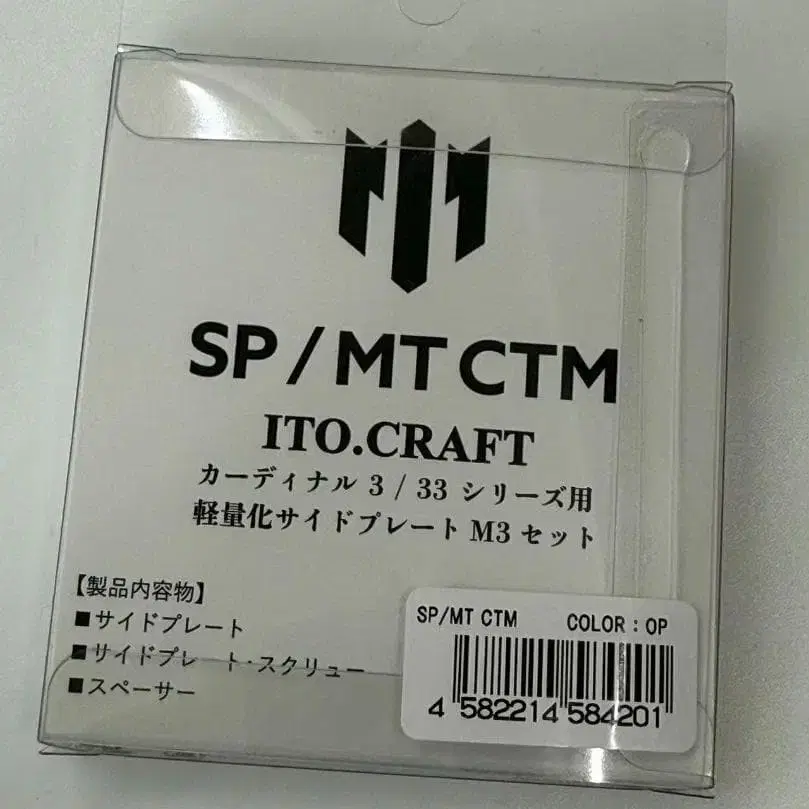 SP/MT CTM
ITO.CRAFT
カーディナル 3 / 33 シリーズ用
軽量化サイドプレート M3 セット
【製品内容物】
■サイドプレート
■サイドプレート・スクリュー
■スペーサー
SP/MT CTM COLOR:OP
4 582214 584201